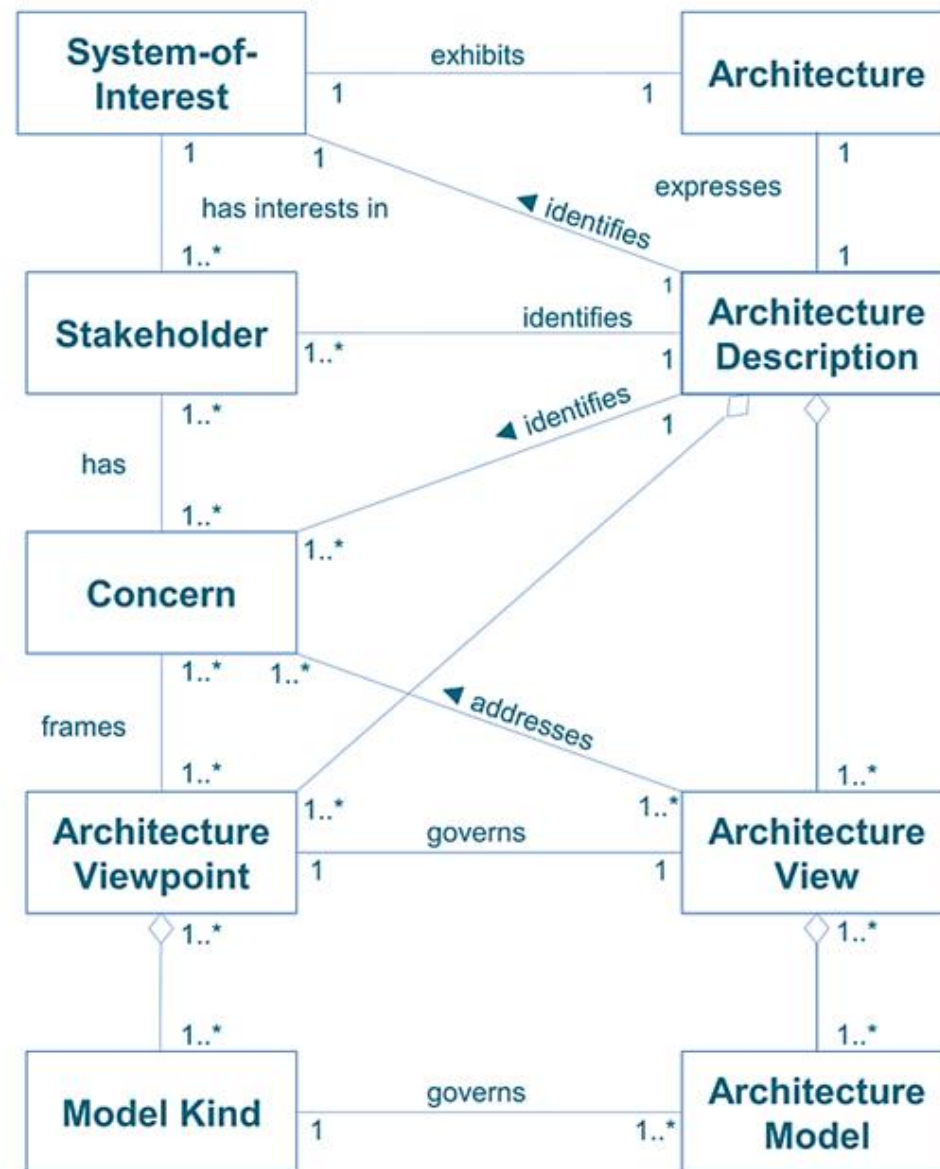 System-of-
Interest
exhibits
1
1
Architecture
1
1
1
has interests in
identifies
expresses
1..*
1
1
Stakeholder
identifies
1..*
1
Architecture
Description
1..*
identifies
1
has
1..*
1..*
Concern
1..*
1..*
addresses
frames
1..*
1..*
1..*
1..*
Architecture
Viewpoint
governs
1
1
Architecture
View
1..*
1..*
1..*
1..*
Model Kind
governs
1
1..*
Architecture
Model